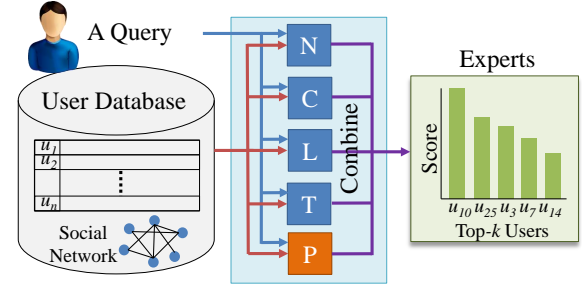 A Query
User Database
u1
u2
un
Social
Network
N
C
L
T
P
Combine
Experts
Score
u10 u25 u3 u7 u14
Top-k Users